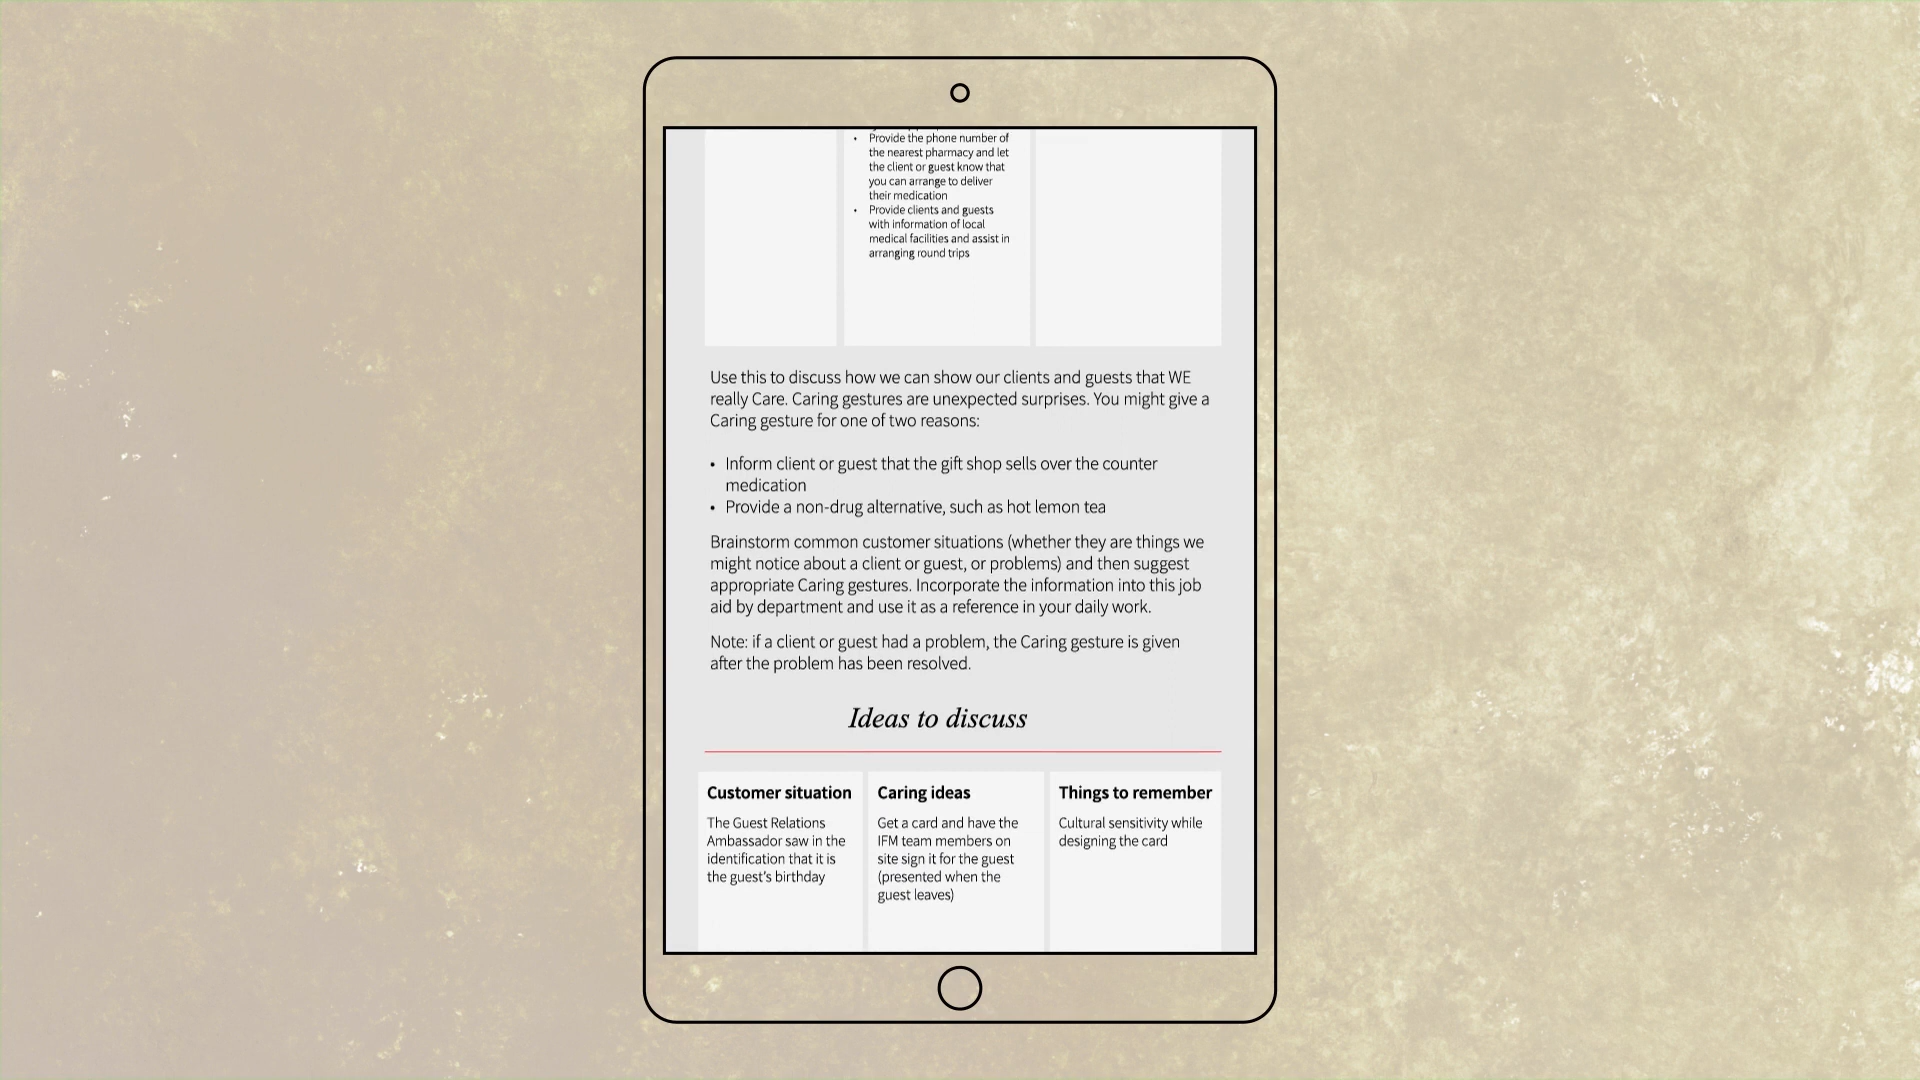 • Provide the phone number of
the nearest pharmacy and let
the client or guest know that
you can arrange to deliver
their medication
• Provide clients and guests
with information of local
medical facilities and assist in
arranging round trips
Use this to discuss how we can show our clients and guests that WE
really Care. Caring gestures are unexpected surprises. You might give a
Caring gesture for one of two reasons:
• Inform client or guest that the gift shop sells over the counter
medication
• Provide a non-drug alternative, such as hot lemon tea
Brainstorm common customer situations (whether they are things we
might notice about a client or guest, or problems) and then suggest
appropriate Caring gestures. Incorporate the information into this job
aid by department and use it as a reference in your daily work.
Note: if a client or guest had a problem, the Caring gesture is given
after the problem has been resolved.
Ideas to discuss
Customer situation
The Guest Relations
Ambassador saw in the
identification that it is
the guest's birthday
Caring ideas
Get a card and have the
IFM team members on
site sign it for the guest
(presented when the
guest leaves)
Things to remember
Cultural sensitivity while
designing the card